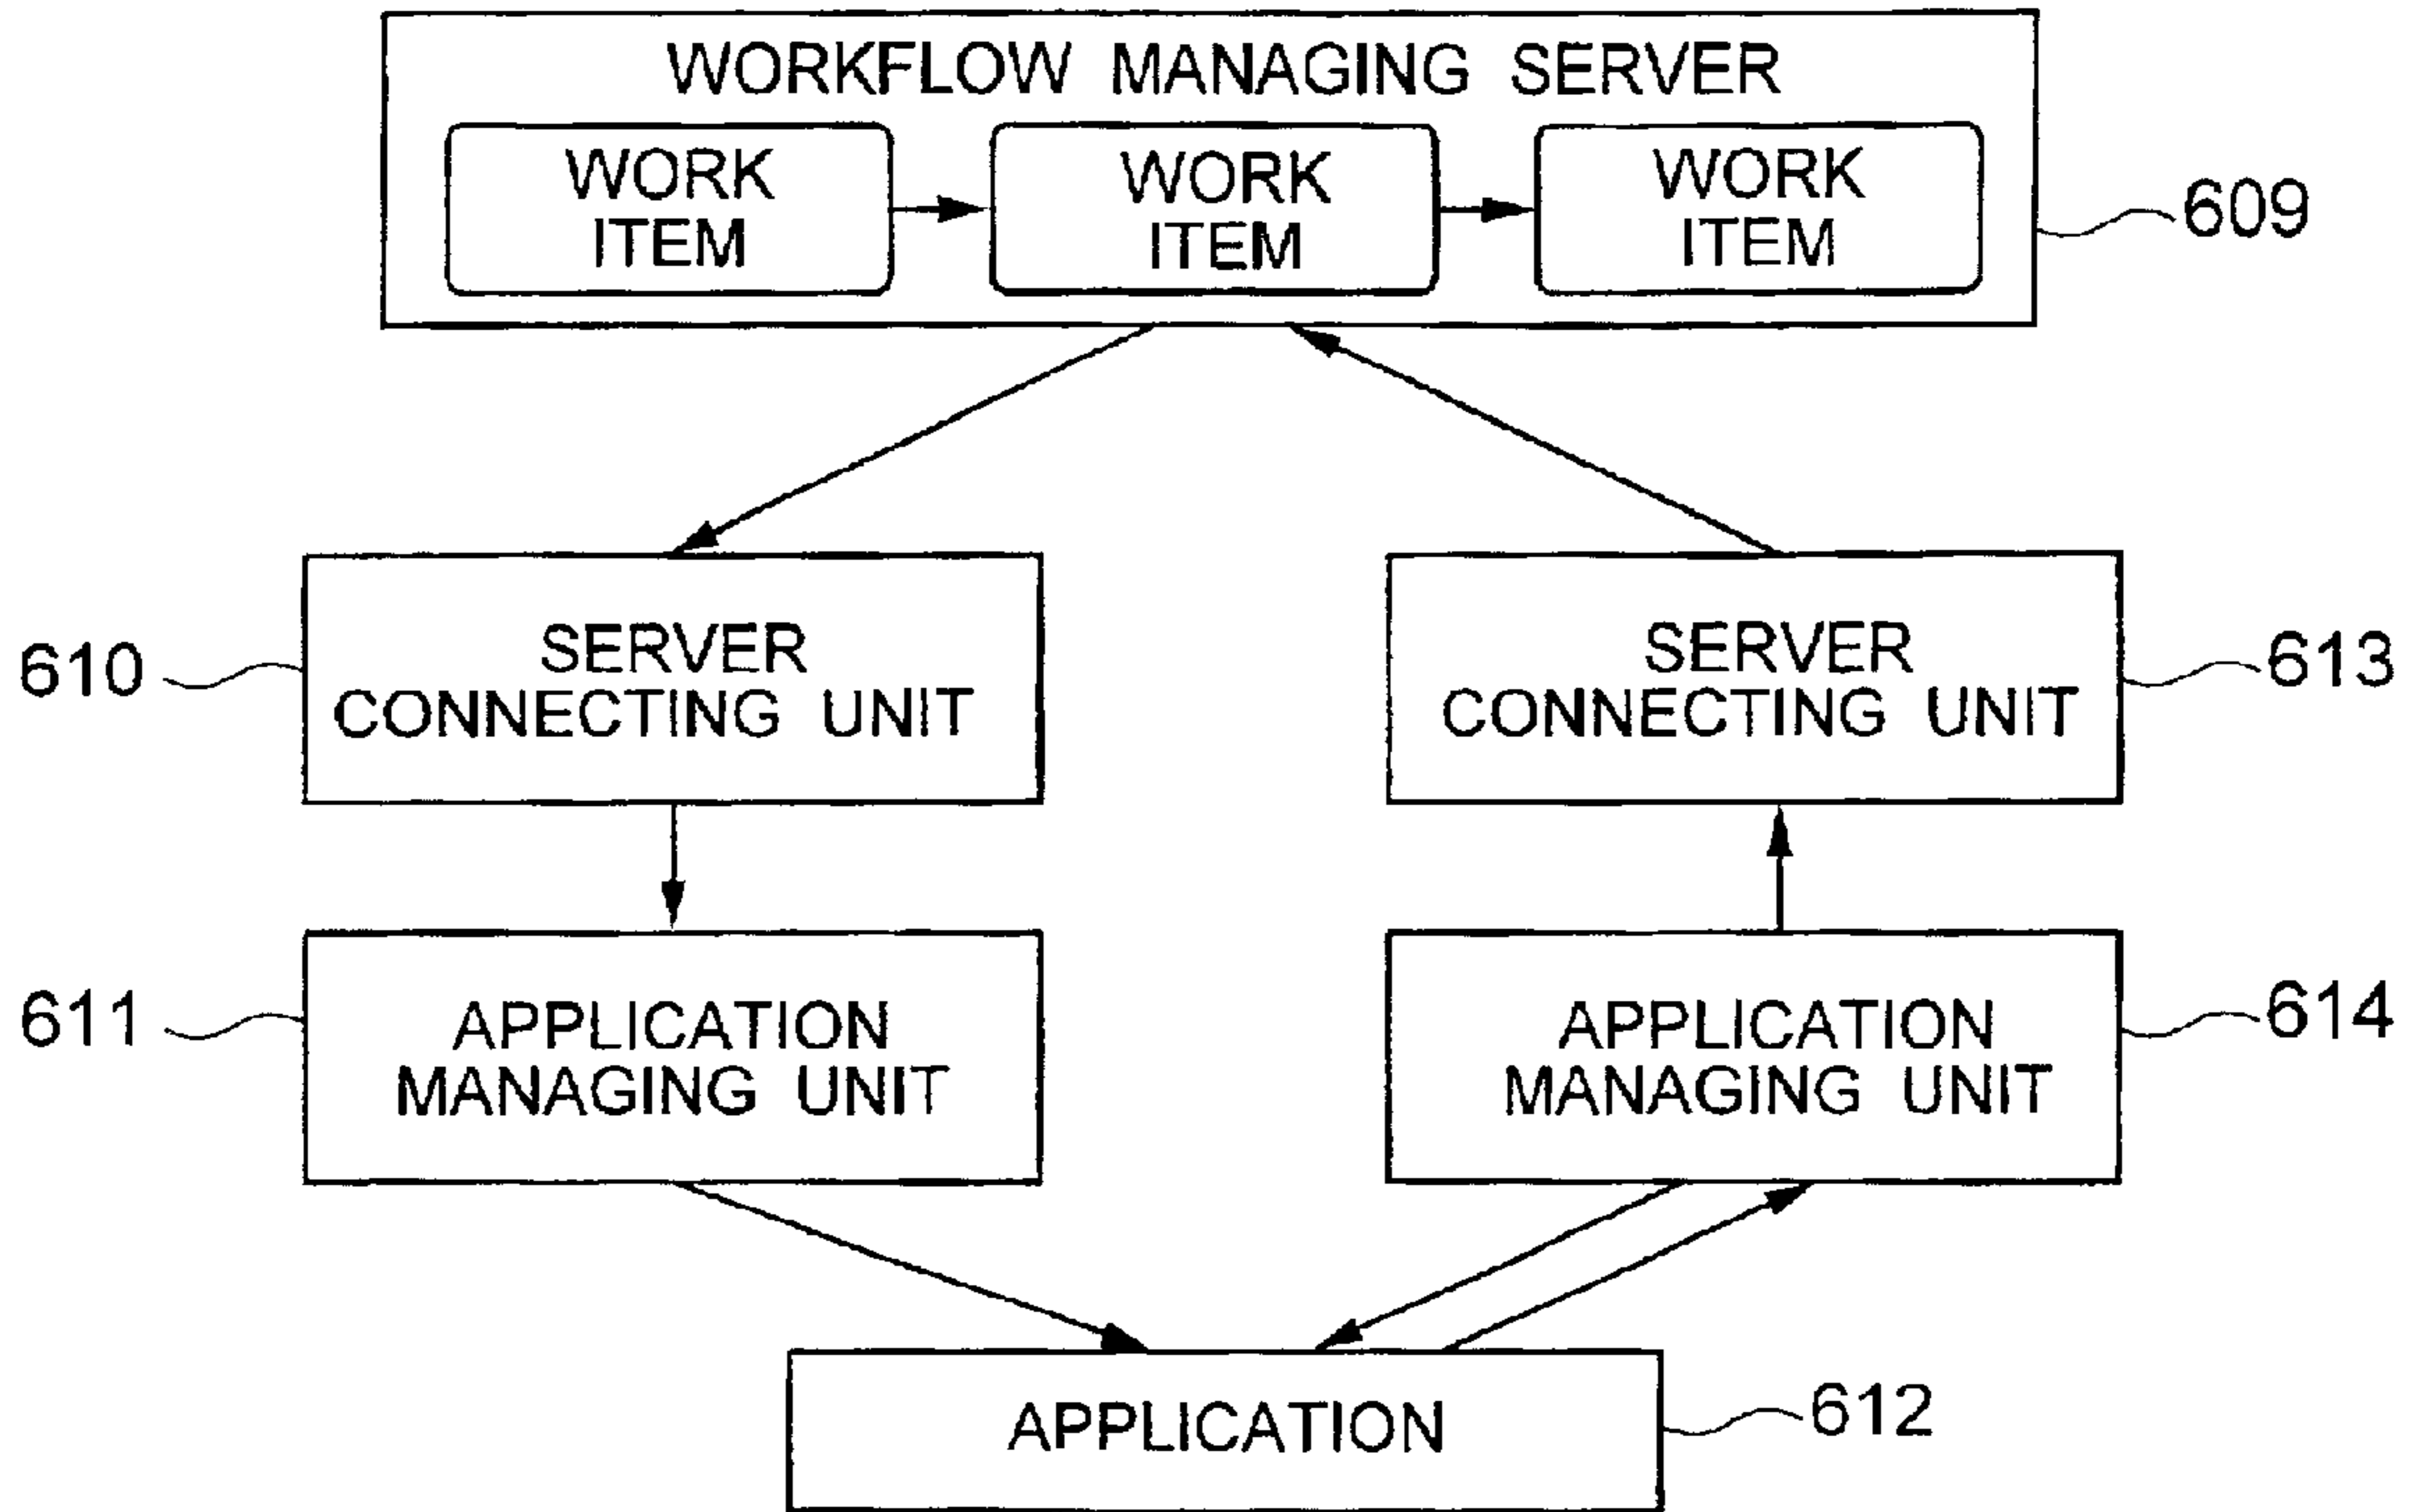 WORKFLOW MANAGING SERVER
WORK
ITEM
WORK
ITEM
WORK
ITEM
609
610
SERVER
CONNECTING UNIT
SERVER
CONNECTING UNIT
613
611
APPLICATION
MANAGING UNIT
APPLICATION
MANAGING UNIT
614
APPLICATION
612